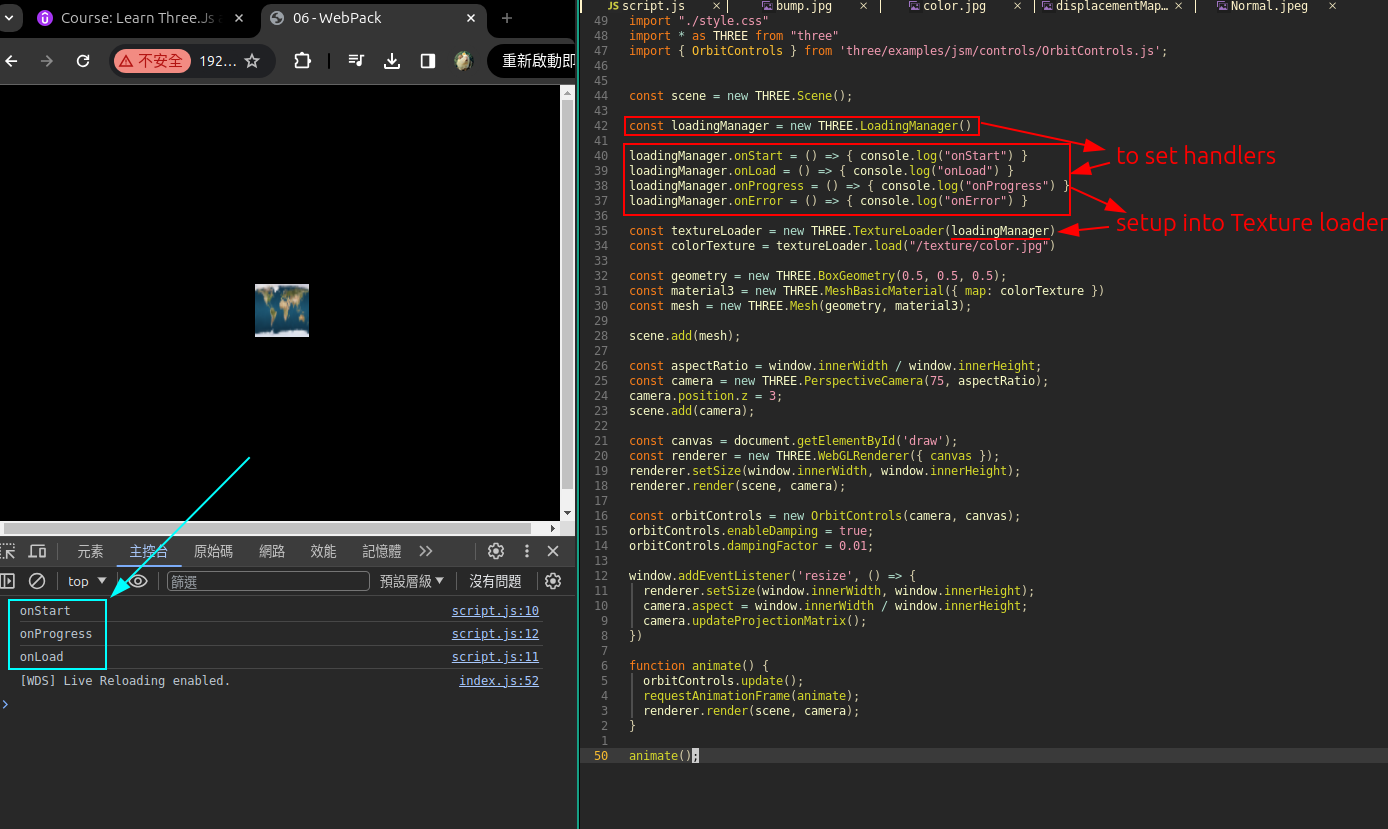 Course: Learn Three.Js a
06 - WebPack
不安全
192...
重新啟動即
onStart
onProgress
onLoad
元素
主控台
原始碼
網路
效能
記憶體
top
篩選
預設層級
沒有問題
onStart script.js:10
onProgress script.js:12
onLoad script.js:11
[WDS] Live Reloading enabled. index.js:52
JS script.js
bump.jpg
color.jpg
displacementMap...
Normal.jpeg
49 import "./style.css"
48 import * as THREE from "three"
47 import { OrbitControls } from 'three/examples/jsm/controls/OrbitControls.js';
46
45
44 const scene = new THREE.Scene();
43
42 const loadingManager = new THREE.LoadingManager()
41
40 loadingManager.onStart = () => { console.log("onStart") }
39 loadingManager.onLoad = () => { console.log("onLoad") }
38 loadingManager.onProgress = () => { console.log("onProgress") }
37 loadingManager.onError = () => { console.log("onError") }
36
35 const textureLoader = new THREE.TextureLoader(loadingManager)
34 const colorTexture = textureLoader.load("/texture/color.jpg")
33
32 const geometry = new THREE.BoxGeometry(0.5, 0.5, 0.5);
31 const material3 = new THREE.MeshBasicMaterial({ map: colorTexture })
30 const mesh = new THREE.Mesh(geometry, material3);
29
28 scene.add(mesh);
27
26 const aspectRatio = window.innerWidth / window.innerHeight;
25 const camera = new THREE.PerspectiveCamera(75, aspectRatio);
24 camera.position.z = 3;
23 scene.add(camera);
22
21 const canvas = document.getElementById('draw');
20 const renderer = new THREE.WebGLRenderer({ canvas });
19 renderer.setSize(window.innerWidth, window.innerHeight);
18 renderer.render(scene, camera);
17
16 const orbitControls = new OrbitControls(camera, canvas);
15 orbitControls.enableDamping = true;
14 orbitControls.dampingFactor = 0.01;
13
12 window.addEventListener('resize', () => {
11 renderer.setSize(window.innerWidth, window.innerHeight);
10 camera.aspect = window.innerWidth / window.innerHeight;
9 camera.updateProjectionMatrix();
8 })
7
6 function animate() {
5 orbitControls.update();
4 requestAnimationFrame(animate);
3 renderer.render(scene, camera);
2 }
1
50 animate();
to set handlers
setup into Texture loader